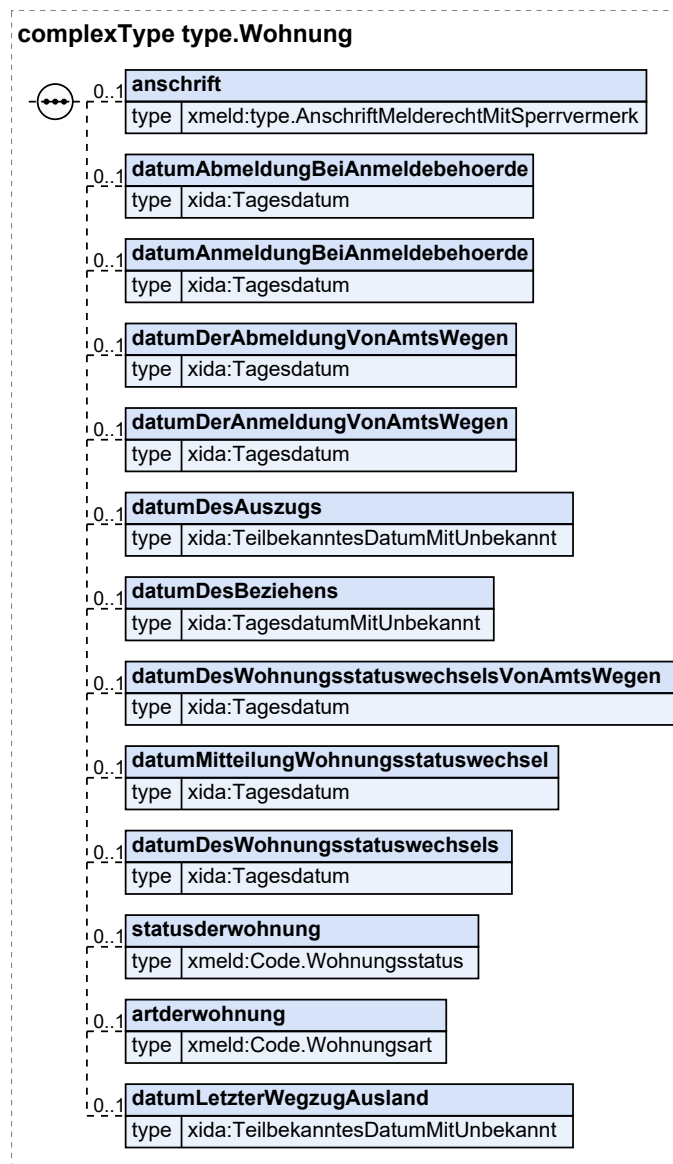 complexType type.Wohnung
0..1 anschrift
type xmeld:type.AnschriftMelderechtMitSperrvermerk
0..1 datumAbmeldungBeiAnmeldebehoerde
type xida:Tagesdatum
0..1 datumAnmeldungBeiAnmeldebehoerde
type xida:Tagesdatum
0..1 datumDerAbmeldungVonAmtsWegen
type xida:Tagesdatum
0..1 datumDerAnmeldungVonAmtsWegen
type xida:Tagesdatum
0..1 datumDesAuszugs
type xida:TeilbekanntesDatumMitUnbekannt
0..1 datumDesBeziehens
type xida:TagesdatumMitUnbekannt
0..1 datumDesWohnungsstatuswechselsVonAmtsWegen
type xida:Tagesdatum
0..1 datumMitteilungWohnungsstatuswechsel
type xida:Tagesdatum
0..1 datumDesWohnungsstatuswechsels
type xida:Tagesdatum
0..1 statusderwohnung
type xmeld:Code.Wohnungsstatus
0..1 artderwohnung
type xmeld:Code.Wohnungsart
0..1 datumLetzterWegzugAusland
type xida:TeilbekanntesDatumMitUnbekannt